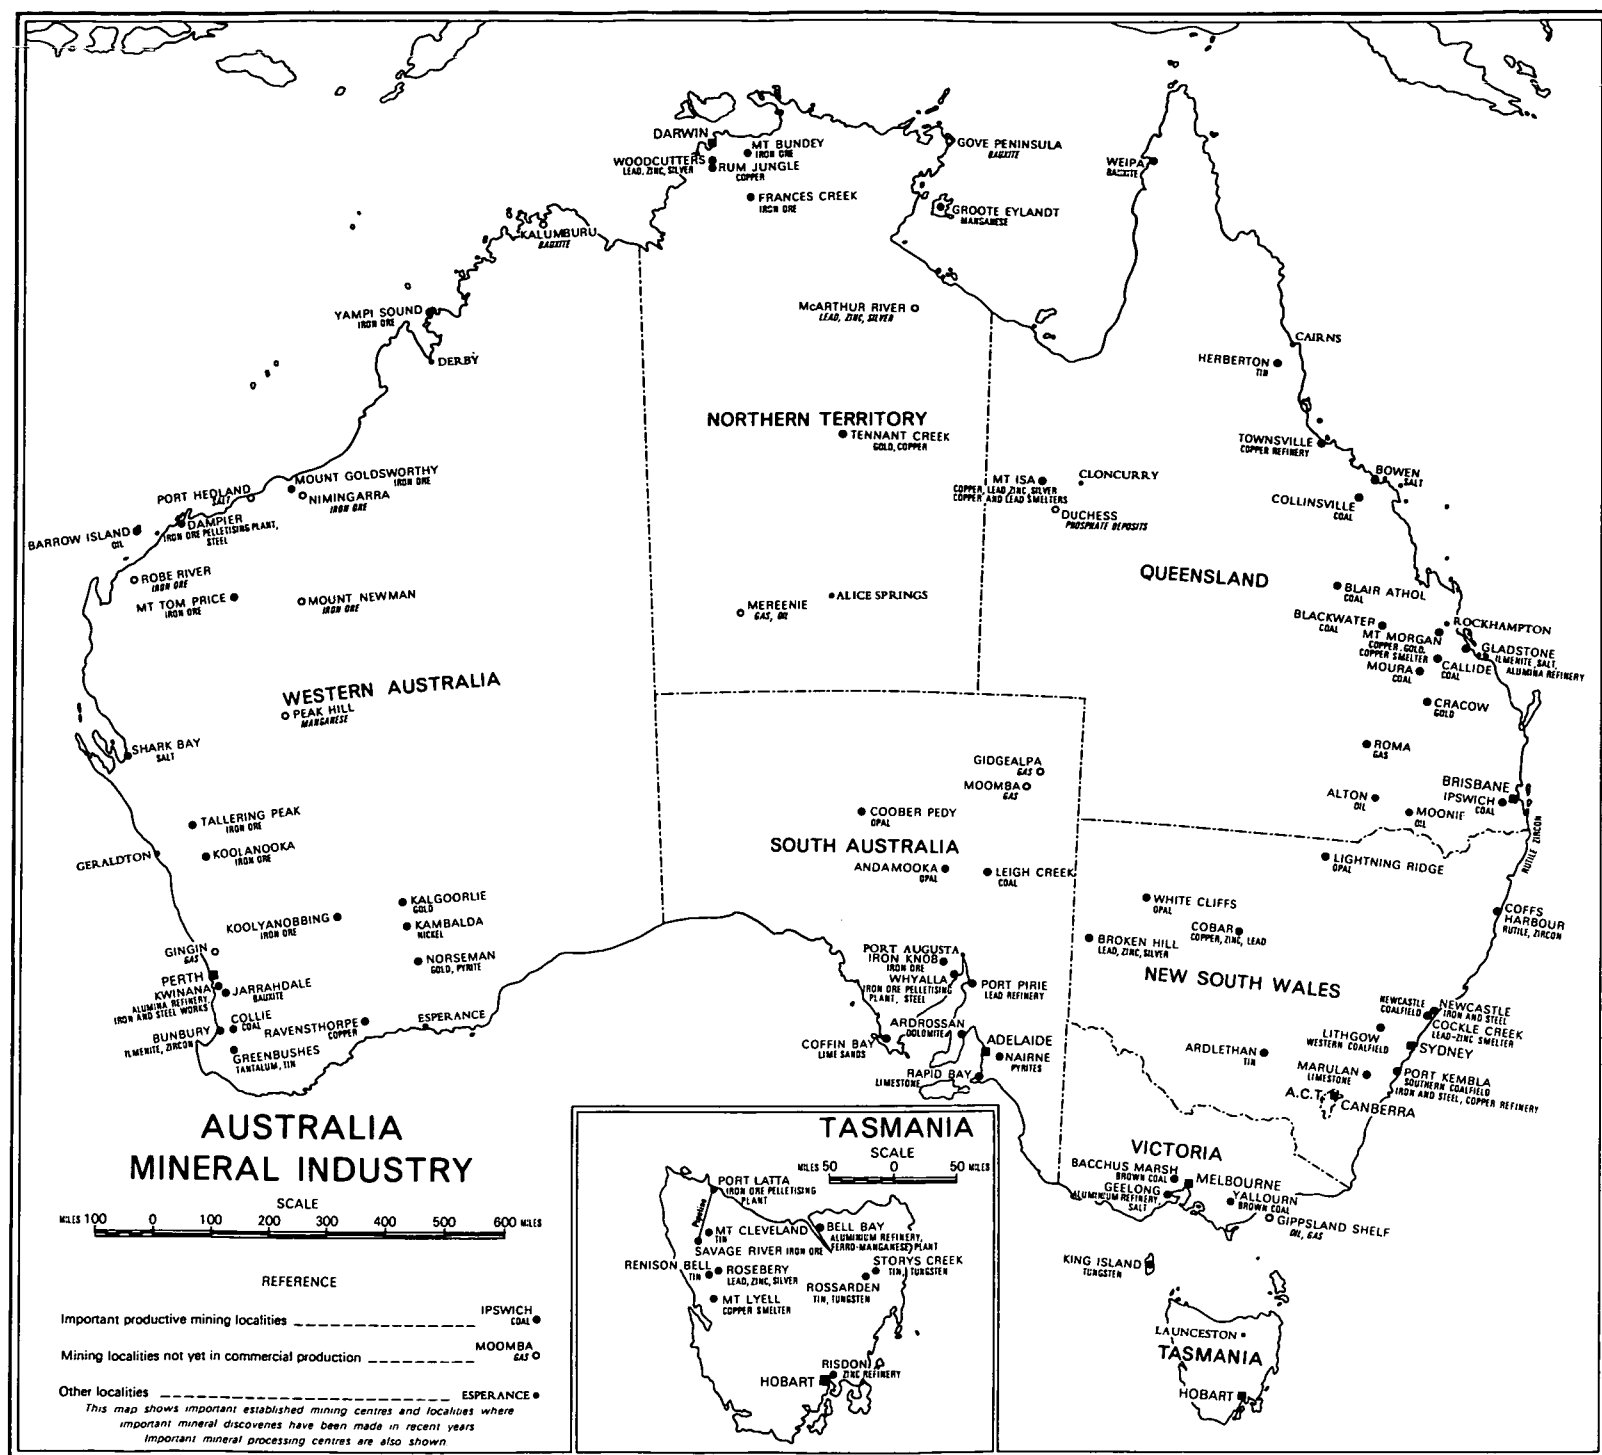 DARWIN
WOODCUTTERS
LEAD, ZINC, SILVER
MT BUNDEY
IRON ORE
RUM JUNGLE
COPPER
FRANCES CREEK
IRON ORE
GOVE PENINSULA
BAUXITE
GROOTE EYLANDT
MANGANESE
WEIPA
BAUXITE
KALUMBURU
BAUXITE
YAMPI SOUND
IRON ORE
DERBY
McARTHUR RIVER
LEAD, ZINC, SILVER
CAIRNS
HERBERTON
TIN
NORTHERN TERRITORY
TENNANT CREEK
GOLD, COPPER
TOWNSVILLE
COPPER REFINERY
BOWEN
SALT
COLLINSVILLE
COAL
MT ISA
COPPER, LEAD ZINC, SILVER
COPPER AND LEAD SMELTERS
CLONCURRY
DUCHESS
PHOSPHATE DEPOSITS
MOUNT GOLDSWORTHY
IRON ORE
PORT HEDLAND
SALT
NIMINGARRA
IRON ORE
BARROW ISLAND
OIL
DAMPIER
IRON ORE PELLETISING PLANT,
STEEL
ROBE RIVER
IRON ORE
MT TOM PRICE
IRON ORE
MOUNT NEWMAN
IRON ORE
MEREENIE
GAS, OIL
ALICE SPRINGS
QUEENSLAND
BLAIR ATHOL
COAL
BLACKWATER
COAL
ROCKHAMPTON
MT MORGAN
COPPER, GOLD,
COPPER SMELTER
GLADSTONE
ILMENITE, SALT,
ALUMINA REFINERY
CALLIDE
COAL
MOURA
COAL
CRACOW
GOLD
ROMA
GAS
WESTERN AUSTRALIA
PEAK HILL
MANGANESE
SHARK BAY
SALT
GIDGEALPA
GAS
MOOMBA
GAS
BRISBANE
IPSWICH
COAL
ALTON
OIL
MOONIE
OIL
RUTILE ZIRCON
TALLERING PEAK
IRON ORE
COOBER PEDY
OPAL
SOUTH AUSTRALIA
GERALDTON
KOOLANOOKA
IRON ORE
ANDAMOOKA
OPAL
LEIGH CREEK
COAL
LIGHTNING RIDGE
OPAL
KALGOORLIE
GOLD
KOOLYANOBBING
IRON ORE
KAMBALDA
NICKEL
WHITE CLIFFS
OPAL
COBAR
COPPER, ZINC, LEAD
COFFS
HARBOUR
RUTILE, ZIRCON
GINGIN
GAS
NORSEMAN
GOLD, PYRITE
BROKEN HILL
LEAD, ZINC, SILVER
PORT AUGUSTA
IRON KNOB
IRON ORE
WHYALLA
IRON ORE PELLETISING
PLANT, STEEL
PORT PIRIE
LEAD REFINERY
NEW SOUTH WALES
PERTH
KWINANA
ALUMINA REFINERY,
IRON AND STEEL WORKS
JARRAHDALE
BAUXITE
COLLIE
COAL
BUNBURY
ILMENITE, ZIRCON
RAVENSTHORPE
COPPER
ESPERANCE
GREENBUSHES
TANTALUM, TIN
ARDROSSAN
DOLOMITE
COFFIN BAY
LIME SANDS
ADELAIDE
NAIRNE
PYRITES
RAPID BAY
LIMESTONE
NEWCASTLE
COALFIELD
NEWCASTLE
IRON AND STEEL
COCKLE CREEK
LEAD-ZINC SMELTER
LITHGOW
WESTERN COALFIELD
SYDNEY
ARDLETHAN
TIN
MARULAN
LIMESTONE
PORT KEMBLA
SOUTHERN COALFIELD
IRON AND STEEL, COPPER REFINERY
A.C.T.
CANBERRA
VICTORIA
BACCHUS MARSH
BROWN COAL
MELBOURNE
GEELONG
ALUMINIUM REFINERY,
SALT
YALLOURN
BROWN COAL
GIPPSLAND SHELF
OIL, GAS
KING ISLAND
TUNGSTEN
LAUNCESTON
TASMANIA
HOBART
AUSTRALIA
MINERAL INDUSTRY
SCALE
MILES 100 0 100 200 300 400 500 600 MILES
REFERENCE
Important productive mining localities IPSWICH
COAL
Mining localities not yet in commercial production MOOMBA
GAS
Other localities ESPERANCE
This map shows important established mining centres and localities where
important mineral discoveries have been made in recent years
Important mineral processing centres are also shown
TASMANIA
SCALE
MILES 50 0 50 MILES
PORT LATTA
IRON ORE PELLETISING
PLANT
Pipeline
MT CLEVELAND
TIN
SAVAGE RIVER IRON ORE
BELL BAY
ALUMINIUM REFINERY,
FERRO-MANGANESE PLANT
RENISON BELL
TIN
ROSEBERY
LEAD, ZINC, SILVER
STORYS CREEK
TIN, TUNGSTEN
ROSSARDEN
TIN, TUNGSTEN
MT LYELL
COPPER SMELTER
RISDON
ZINC REFINERY
HOBART